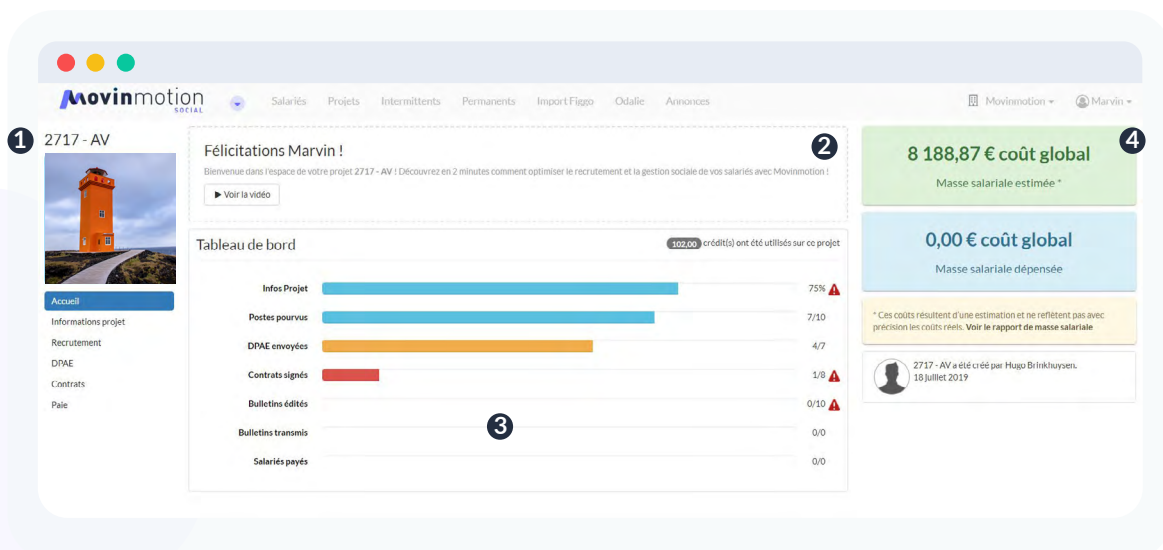 Movinmotion
SOCIAL
Salariés Projets Intermittents Permanents Import Figgo Odalie Annonces
Movinmotion
Marvin
1
2717 - AV
Accueil
Informations projet
Recrutement
DPAE
Contrats
Paie
2
Félicitations Marvin !
Bienvenue dans l'espace de votre projet 2717 - AV ! Découvrez en 2 minutes comment optimiser le recrutement et la gestion sociale de vos salariés avec Movinmotion !
Voir la vidéo
Tableau de bord
102,00 crédit(s) ont été utilisés sur ce projet
Infos Projet 75%
Postes pourvus 7/10
DPAE envoyées 4/7
Contrats signés 1/8
Bulletins édités 0/10
3
Bulletins transmis 0/0
Salariés payés 0/0
4
8 188,87 € coût global
Masse salariale estimée *
0,00 € coût global
Masse salariale dépensée
* Ces coûts résultent d'une estimation et ne reflètent pas avec
précision les coûts réels. Voir le rapport de masse salariale
2717 - AV a été créé par Hugo Brinkhuysen.
18 juillet 2019